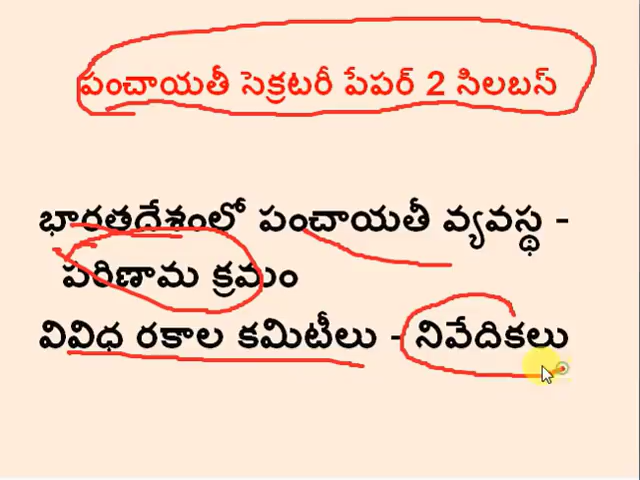 పంచాయతీ సెక్రటరీ పేపర్ 2 సిలబస్
భారతదేశంలో పంచాయతీ వ్యవస్థ -
పరిణామ క్రమం
వివిధ రకాల కమిటీలు - నివేదికలు